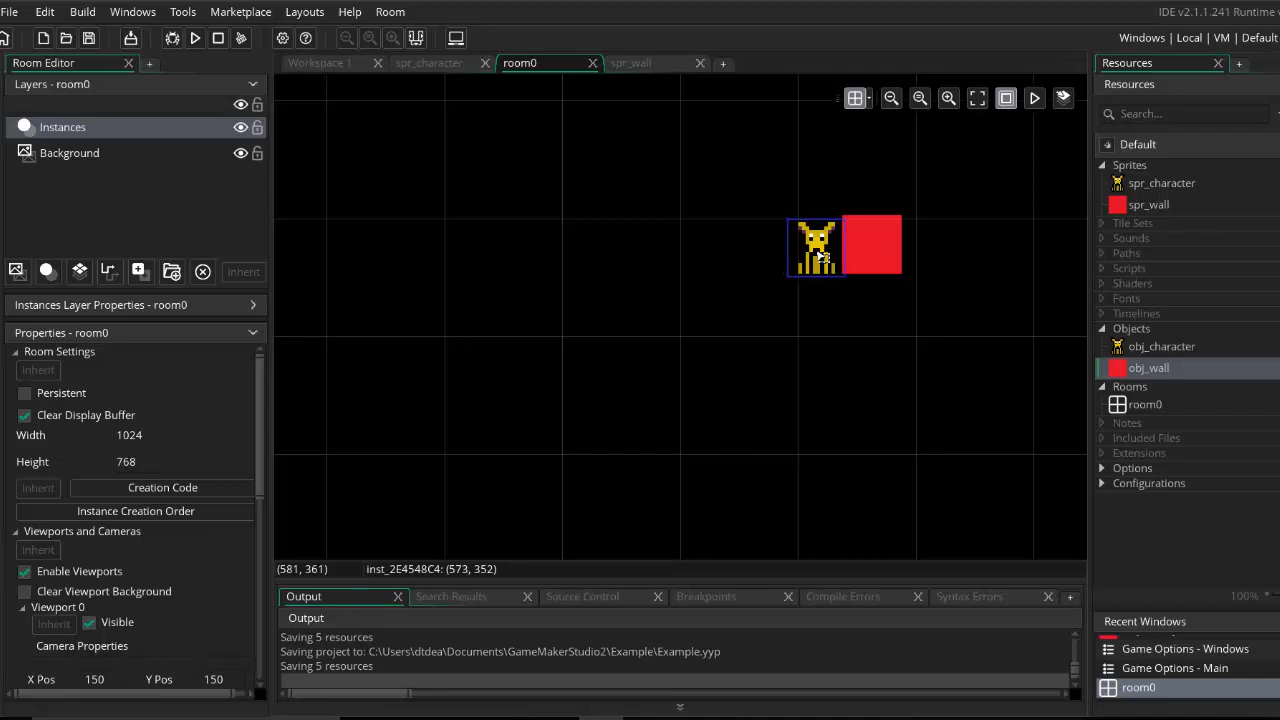 File Edit Build Windows Tools Marketplace Layouts Help Room IDE v2.1.1.241 Runtime
Windows | Local | VM | Default
Room Editor
Workspace 1 spr_character room0 spr_wall
Resources
Layers - room0
Resources
Search...
Instances
Background
Default
Sprites
spr_character
spr_wall
Tile Sets
Sounds
Paths
Scripts
Shaders
Fonts
Timelines
Objects
obj_character
obj_wall
Rooms
room0
Notes
Included Files
Extensions
Options
Configurations
100%
Inherit
Instances Layer Properties - room0
Properties - room0
Room Settings
Inherit
Persistent
Clear Display Buffer
Width 1024
Height 768
Inherit Creation Code
Instance Creation Order
Viewports and Cameras
Inherit
Enable Viewports
Clear Viewport Background
Viewport 0
Inherit Visible
Camera Properties
X Pos 150 Y Pos 150
(581, 361) inst_2E4548C4: (573, 352)
Output Search Results Source Control Breakpoints Compile Errors Syntax Errors
Output
Saving 5 resources
Saving project to: C:\Users\dtdea\Documents\GameMakerStudio2\Example\Example.yyp
Saving 5 resources
Recent Windows
Game Options - Windows
Game Options - Main
room0